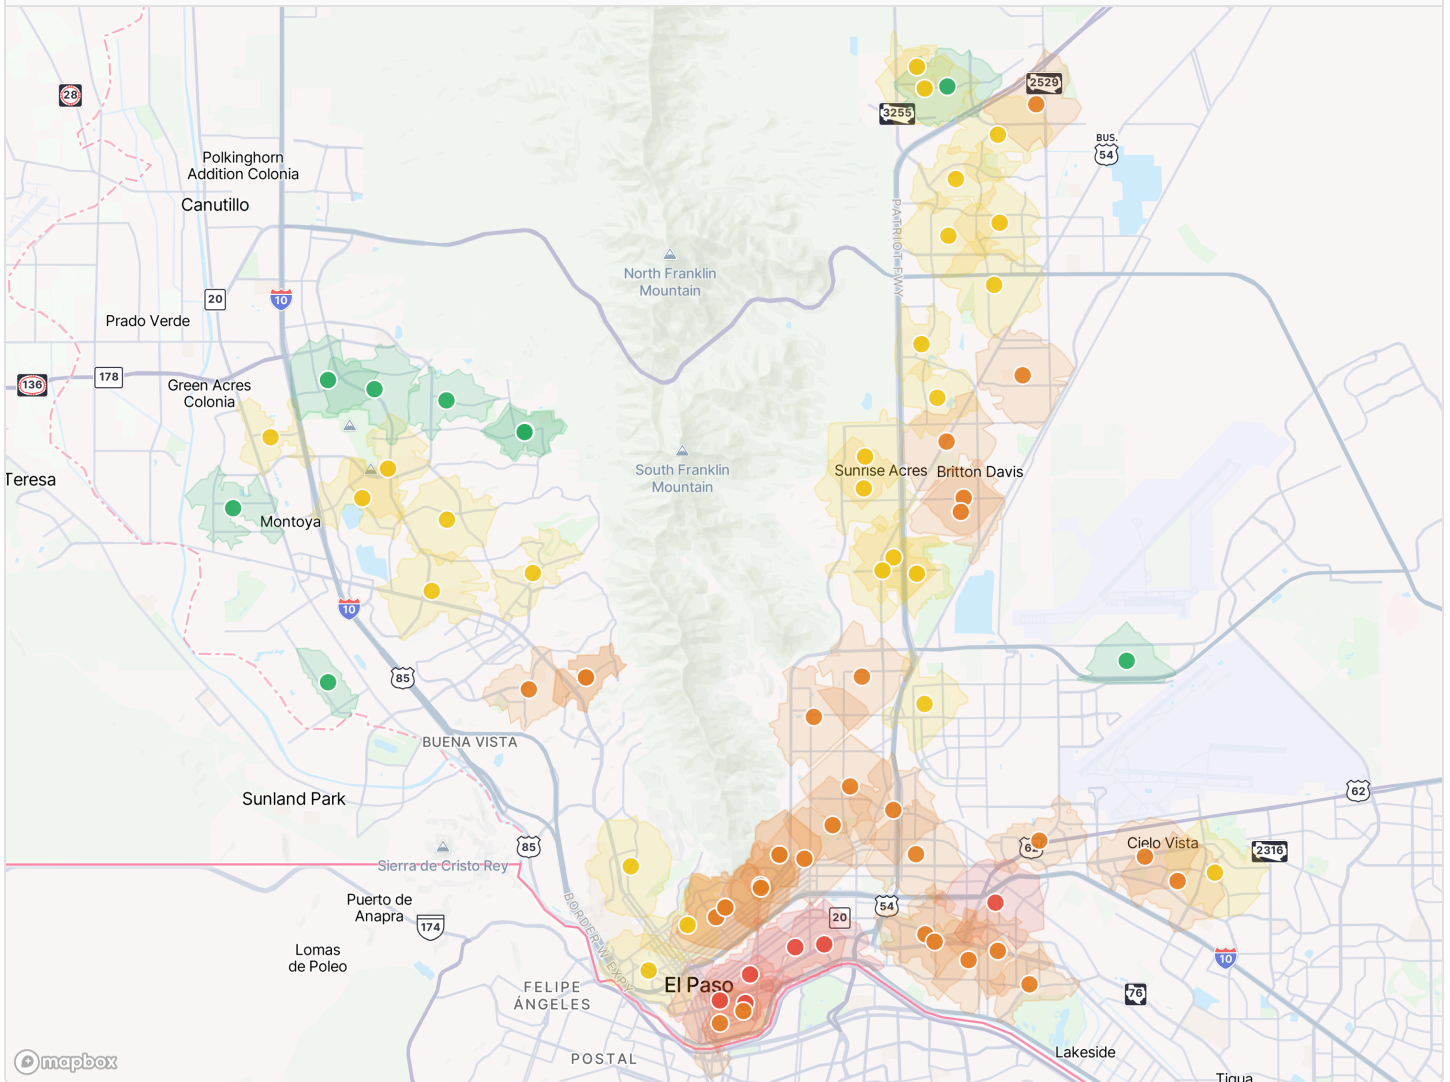 28
2529
3255
BUS.
54
Polkinghorn
Addition Colonia
Canutillo
PATRIOT FWY
North Franklin
Mountain
20
10
Prado Verde
136
178
Green Acres
Colonia
Teresa
South Franklin
Mountain
Sunrise Acres
Britton Davis
Montoya
10
85
BUENA VISTA
Sunland Park
62
85
Sierra de Cristo Rey
62
Cielo Vista
2316
Puerto de
Anapra
174
BORDER W EXPY
20
54
Lomas
de Poleo
10
El Paso
FELIPE
ÁNGELES
76
POSTAL
Lakeside
mapbox
Tigua